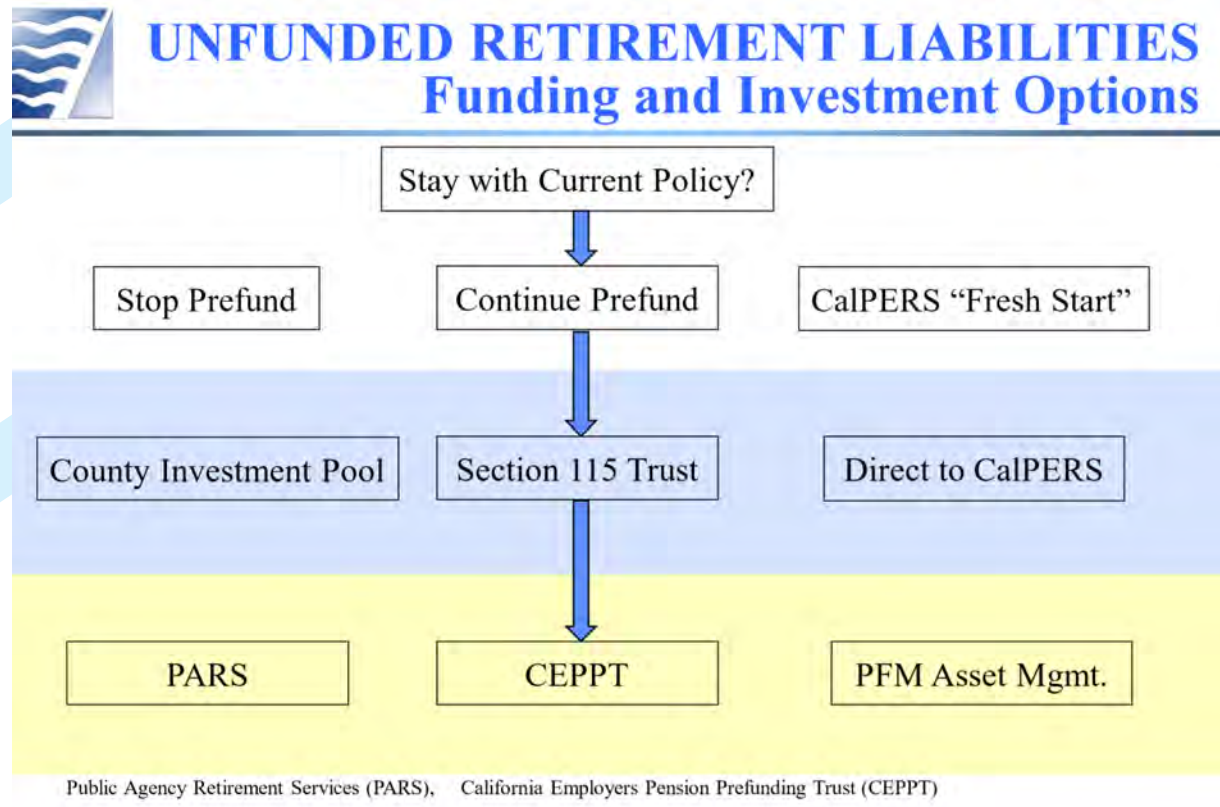 UNFUNDED RETIREMENT LIABILITIES
Funding and Investment Options
Stay with Current Policy?
Stop Prefund
Continue Prefund
CalPERS “Fresh Start”
County Investment Pool
Section 115 Trust
Direct to CalPERS
PARS
CEPPT
PFM Asset Mgmt.
Public Agency Retirement Services (PARS), California Employers Pension Prefunding Trust (CEPPT)